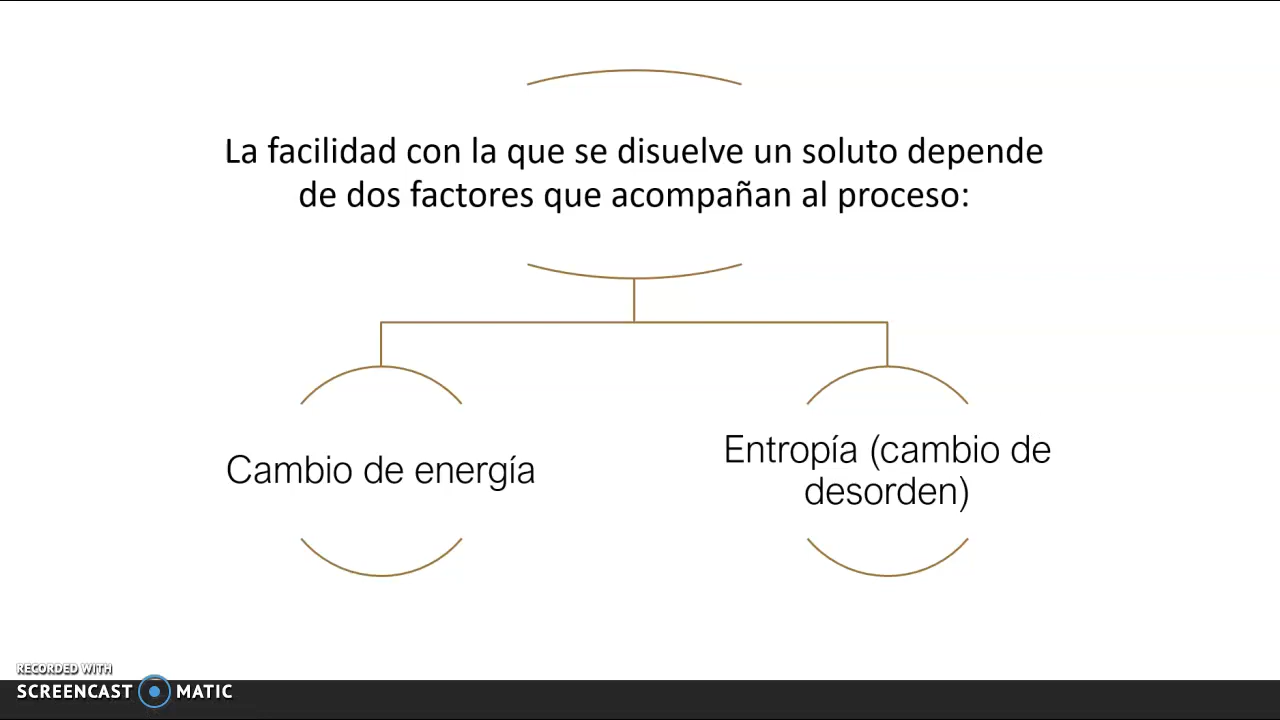 La facilidad con la que se disuelve un soluto depende
de dos factores que acompañan al proceso:
Cambio de energía
Entropía (cambio de
desorden)
RECORDED WITH
SCREENCAST MATIC